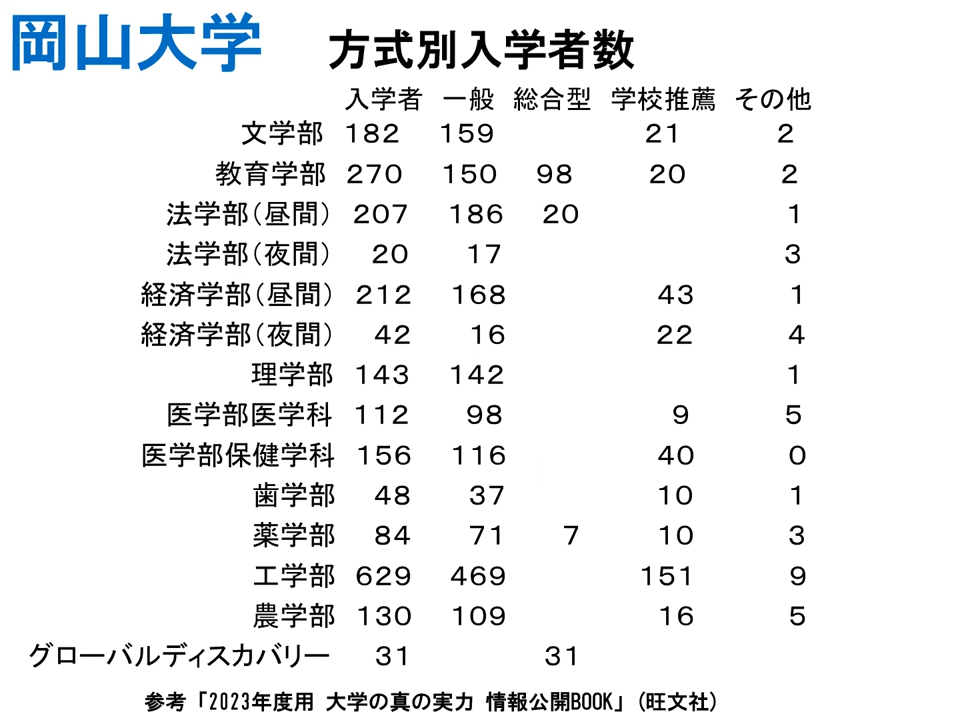 岡山大学 方式別入学者数
入学者 一般 総合型 学校推薦 その他
文学部 182 159 21 2
教育学部 270 150 98 20 2
法学部(昼間) 207 186 20 1
法学部(夜間) 20 17 3
経済学部(昼間) 212 168 43 1
経済学部(夜間) 42 16 22 4
理学部 143 142 1
医学部医学科 112 98 9 5
医学部保健学科 156 116 40 0
歯学部 48 37 10 1
薬学部 84 71 7 10 3
工学部 629 469 151 9
農学部 130 109 16 5
グローバルディスカバリー 31 31
参考「2023年度用 大学の真の実力 情報公開BOOK」(旺文社)